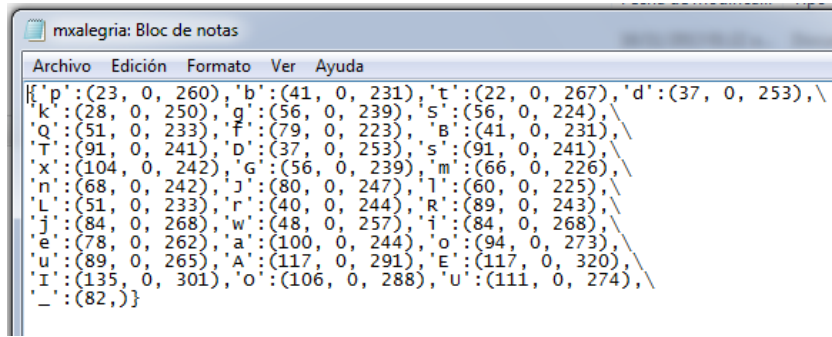 mxalegria: Bloc de notas
Archivo Edición Formato Ver Ayuda
{'p':(23, 0, 260),'b':(41, 0, 231),'t':(22, 0, 267),'d':(37, 0, 253),\
'k':(28, 0, 250),'g':(56, 0, 239),'S':(56, 0, 224),\
'Q':(51, 0, 233),'f':(79, 0, 223), 'B':(41, 0, 231),\
'T':(91, 0, 241),'D':(37, 0, 253),'s':(91, 0, 241),\
'x':(104, 0, 242),'G':(56, 0, 239),'m':(66, 0, 226),\
'n':(68, 0, 242),'J':(80, 0, 247),'l':(60, 0, 225),\
'L':(51, 0, 233),'r':(40, 0, 244),'R':(89, 0, 243),\
'j':(84, 0, 268),'w':(48, 0, 257),'i':(84, 0, 268),\
'e':(78, 0, 262),'a':(100, 0, 244),'o':(94, 0, 273),\
'u':(89, 0, 265),'A':(117, 0, 291),'E':(117, 0, 320),\
'I':(135, 0, 301),'O':(106, 0, 288),'U':(111, 0, 274),\
'_':(82,)}